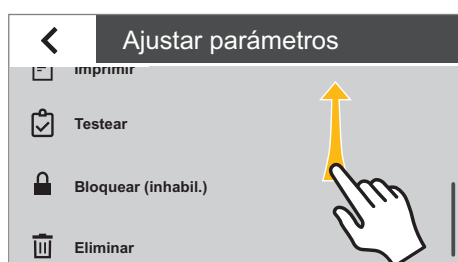 Ajustar parámetros
Imprimir
Testear
Bloquear (inhabil.)
Eliminar